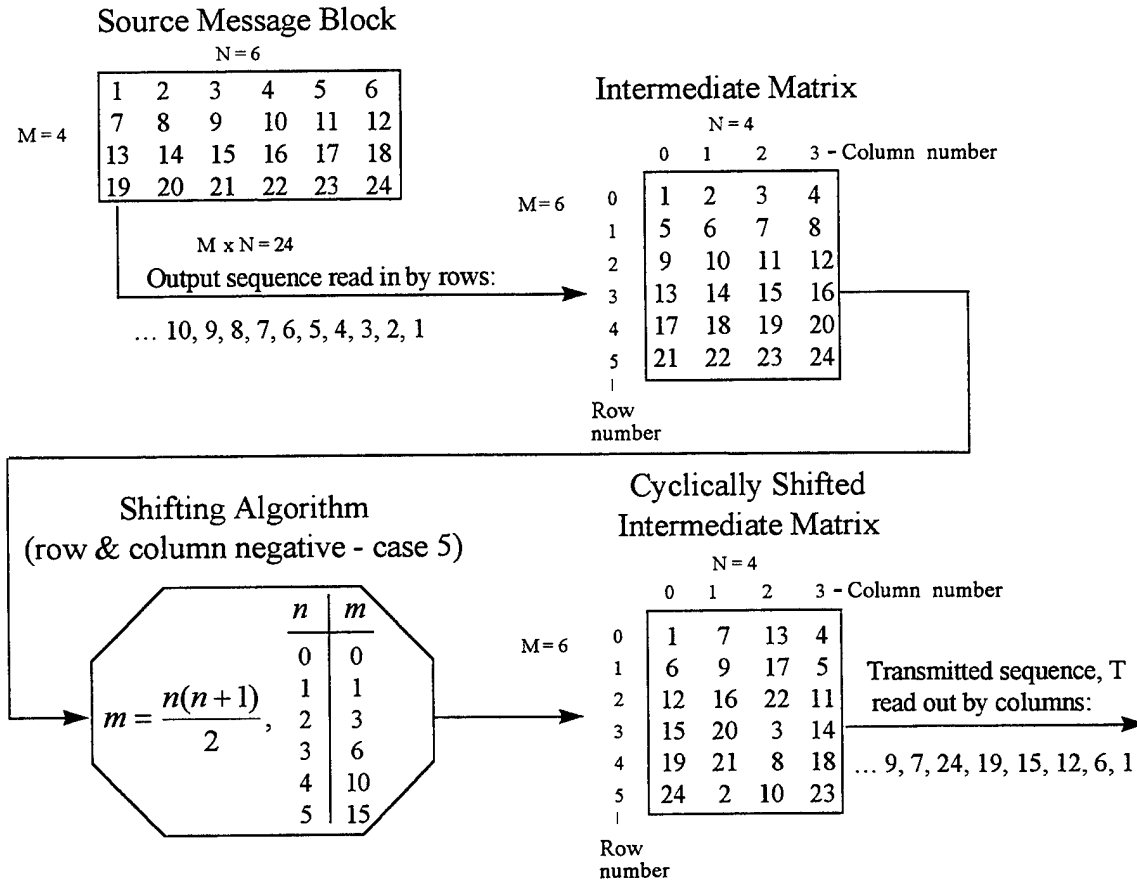 Source Message Block
N = 6
M = 4
1 2 3 4 5 6
7 8 9 10 11 12
13 14 15 16 17 18
19 20 21 22 23 24
M x N = 24
Output sequence read in by rows:
... 10, 9, 8, 7, 6, 5, 4, 3, 2, 1
Intermediate Matrix
N = 4
0 1 2 3 - Column number
M = 6
0 1 2 3 4
1 5 6 7 8
2 9 10 11 12
3 13 14 15 16
4 17 18 19 20
5 21 22 23 24
Row
number
Shifting Algorithm
(row & column negative - case 5)
m = n(n+1)/2,
n m
0 0
1 1
2 3
3 6
4 10
5 15
Cyclically Shifted
Intermediate Matrix
N = 4
0 1 2 3 - Column number
M = 6
0 1 7 13 4
1 6 9 17 5
2 12 16 22 11
3 15 20 3 14
4 19 21 8 18
5 24 2 10 23
Row
number
Transmitted sequence, T
read out by columns:
... 9, 7, 24, 19, 15, 12, 6, 1